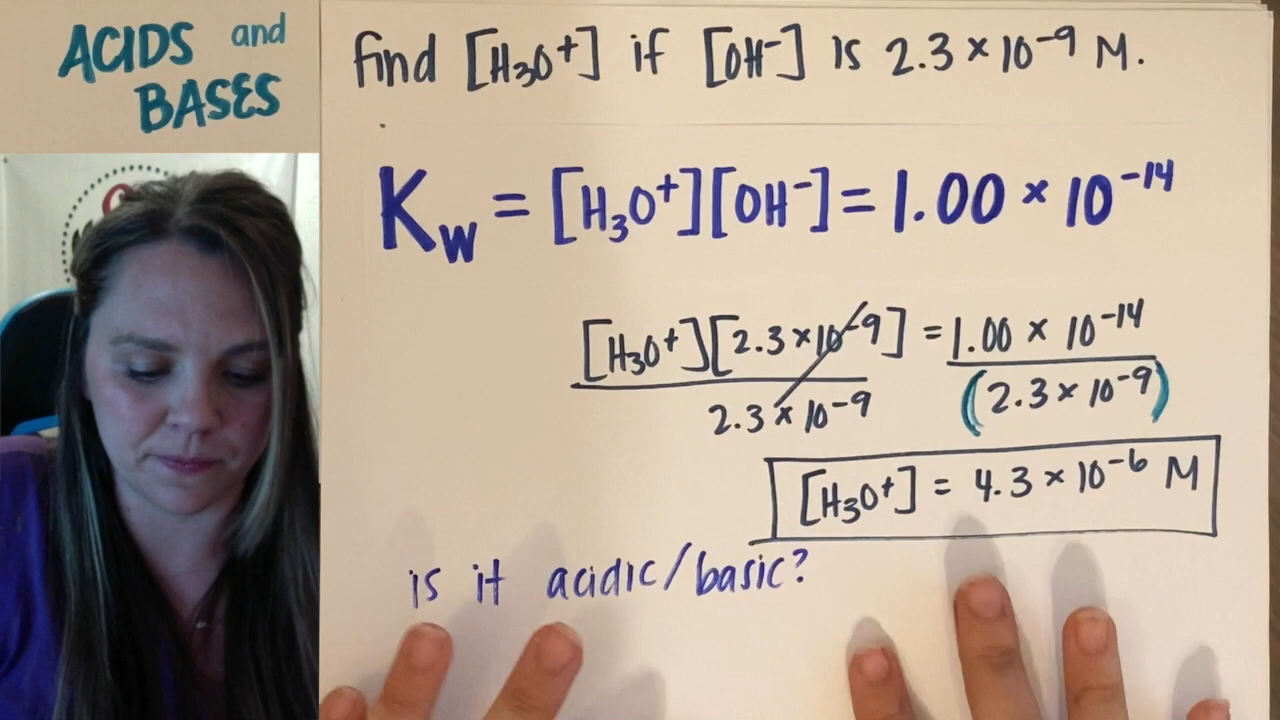 ACIDS and
BASES
find [H₃O⁺] if [OH⁻] is 2.3 × 10⁻⁹ M.
Kw = [H₃O⁺][OH⁻] = 1.00 × 10⁻¹⁴
[H₃O⁺][2.3 × 10⁻⁹] = 1.00 × 10⁻¹⁴
2.3 × 10⁻⁹ (2.3 × 10⁻⁹)
[H₃O⁺] = 4.3 × 10⁻⁶ M
is it acidic/basic?